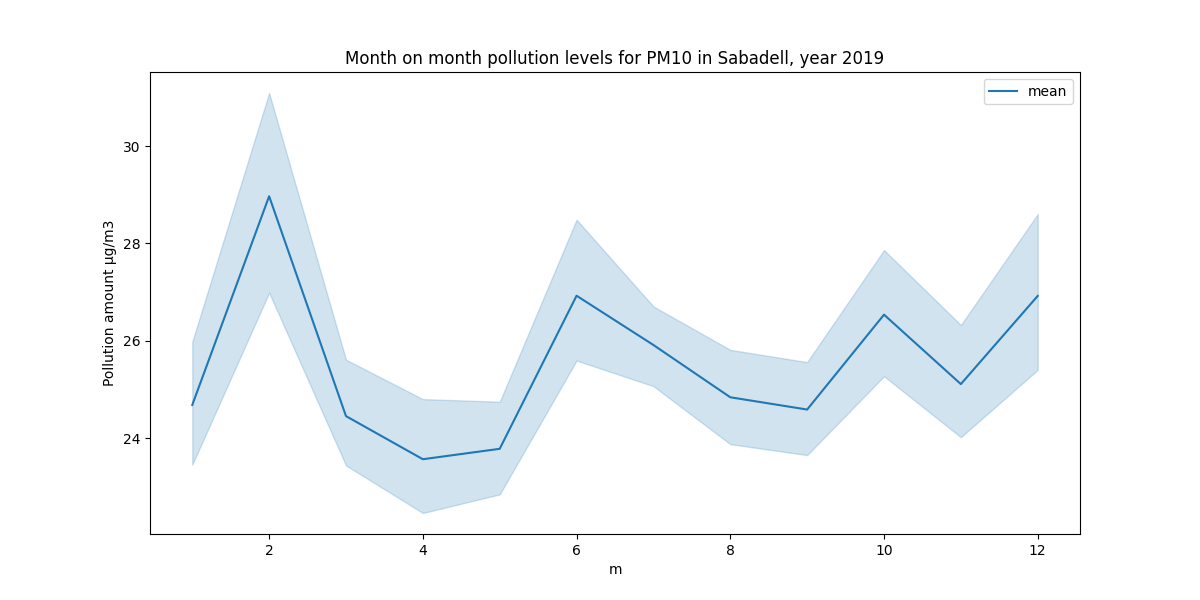 Month on month pollution levels for PM10 in Sabadell, year 2019
mean
Pollution amount µg/m3
30
28
26
24
2
4
6
8
10
12
m